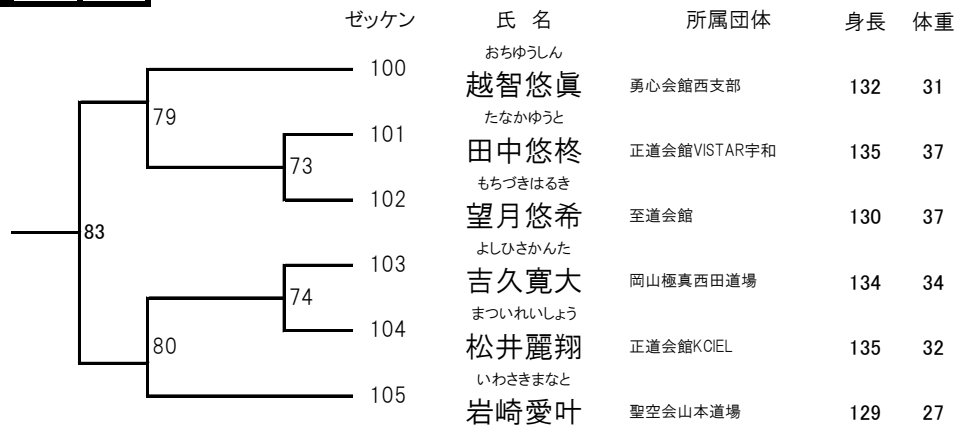 ゼッケン 氏 名 所属団体 身長 体重
おちゆうしん
100 越智悠眞 勇心会館西支部 132 31
79
たなかゆうと
101 田中悠柊 正道会館VISTAR宇和 135 37
73
もちづきはるき
102 望月悠希 至道会館 130 37
83
よしひさかんた
103 吉久寛大 岡山極真西田道場 134 34
74
まついれいしょう
104 松井麗翔 正道会館KCIEL 135 32
80
いわさきまなと
105 岩崎愛叶 聖空会山本道場 129 27